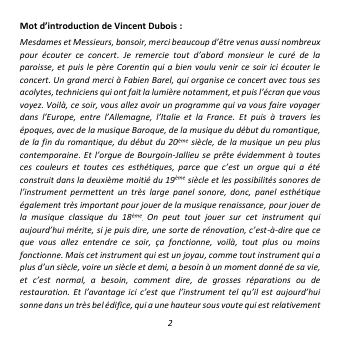 Mot d'introduction de Vincent Dubois :
Mesdames et Messieurs, bonsoir, merci beaucoup d'être venus aussi nombreux
pour écouter ce concert. Je remercie tout d'abord monsieur le curé de la
paroisse, et puis le père Corentin qui a bien voulu venir ce soir ici écouter le
concert. Un grand merci à Fabien Barel, qui organise ce concert avec tous ses
acolytes, techniciens qui ont fait la lumière notamment, et puis l'écran que vous
voyez. Voilà, ce soir, vous allez avoir un programme qui va vous faire voyager
dans l'Europe, entre l'Allemagne, l'Italie et la France. Et puis à travers les
époques, avec de la musique Baroque, de la musique du début du romantique,
de la fin du romantique, du début du 20ème siècle, de la musique un peu plus
contemporaine. Et l'orgue de Bourgoin-Jallieu se prête évidemment à toutes
ces couleurs et toutes ces esthétiques, parce que c'est un orgue qui a été
construit dans la deuxième moitié du 19ème siècle et les possibilités sonores de
l'instrument permettent un très large panel sonore, donc, panel esthétique
également très important pour jouer de la musique renaissance, pour jouer de
la musique classique du 18ème. On peut tout jouer sur cet instrument qui
aujourd'hui mérite, si je puis dire, une sorte de rénovation, c'est-à-dire que ce
que vous allez entendre ce soir, ça fonctionne, voilà, tout plus ou moins
fonctionne. Mais cet instrument qui est un joyau, comme tout instrument qui a
plus d'un siècle, voire un siècle et demi, a besoin à un moment donné de sa vie,
et c'est normal, a besoin, comment dire, de grosses réparations ou de
restauration. Et l'avantage ici c'est que l'instrument tel qu'il est aujourd'hui
sonne dans un très bel édifice, qui a une hauteur sous voute qui est relativement
2